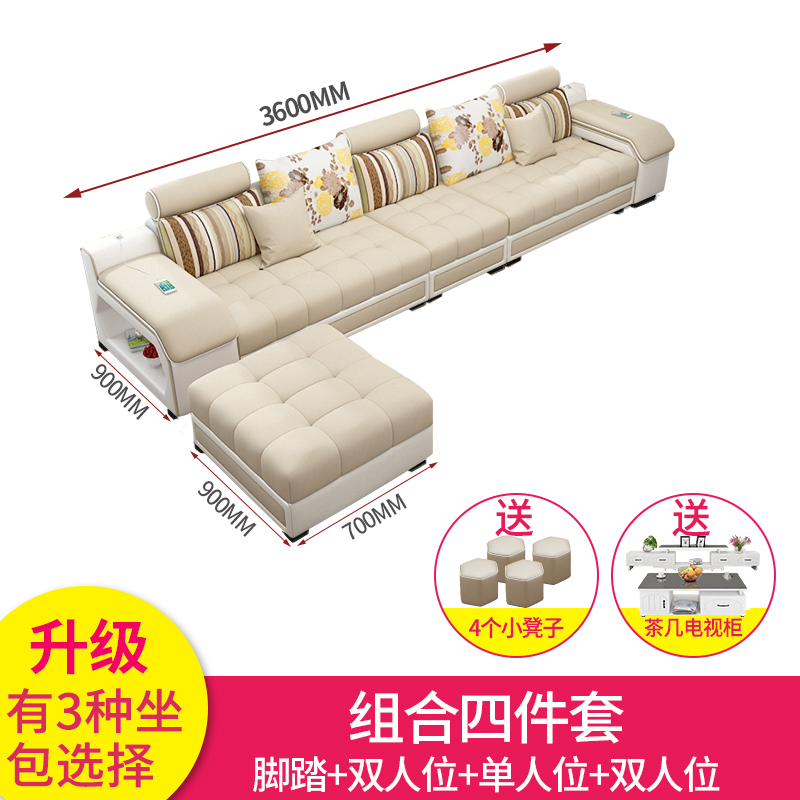 3600MM
900MM
900MM
700MM
送
4个小凳子
送
茶几电视柜
升级
有3种坐
包选择
组合四件套
脚踏+双人位+单人位+双人位